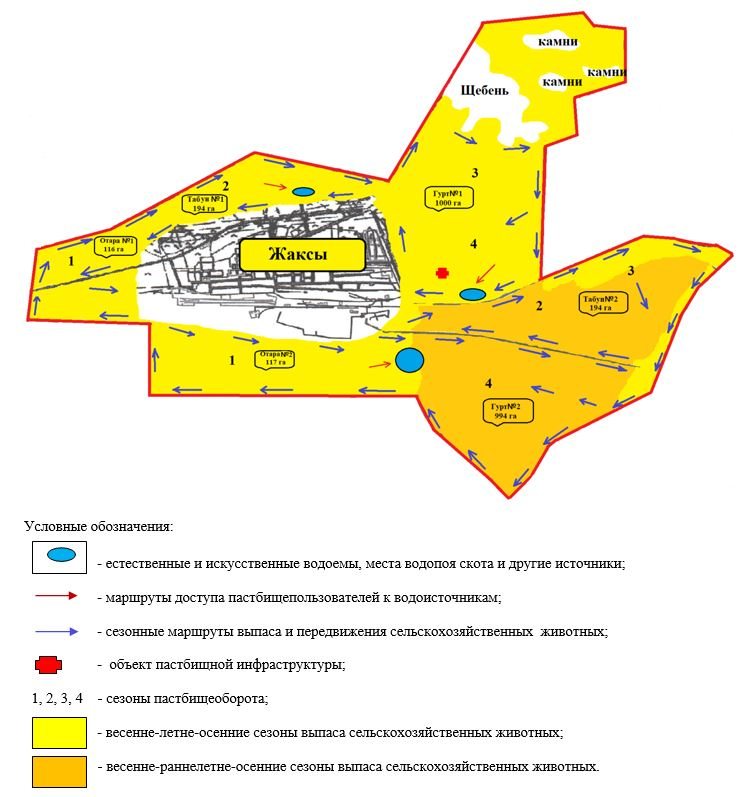 камни
камни
камни
Щебень
3
2
Гурт№1
1000 га
Табун №1
194 га
Отара №1
116 га
4
1
Жаксы
3
2
Табун№2
194 га
1
Отара№2
117 га
4
Гурт№2
994 га
Условные обозначения:
- естественные и искусственные водоемы, места водопоя скота и другие источники;
- маршруты доступа пастбищепользователей к водоисточникам;
- сезонные маршруты выпаса и передвижения сельскохозяйственных животных;
- объект пастбищной инфраструктуры;
1, 2, 3, 4 - сезоны пастбищеоборота;
- весенне-летне-осенние сезоны выпаса сельскохозяйственных животных;
- весенне-раннелетне-осенние сезоны выпаса сельскохозяйственных животных.